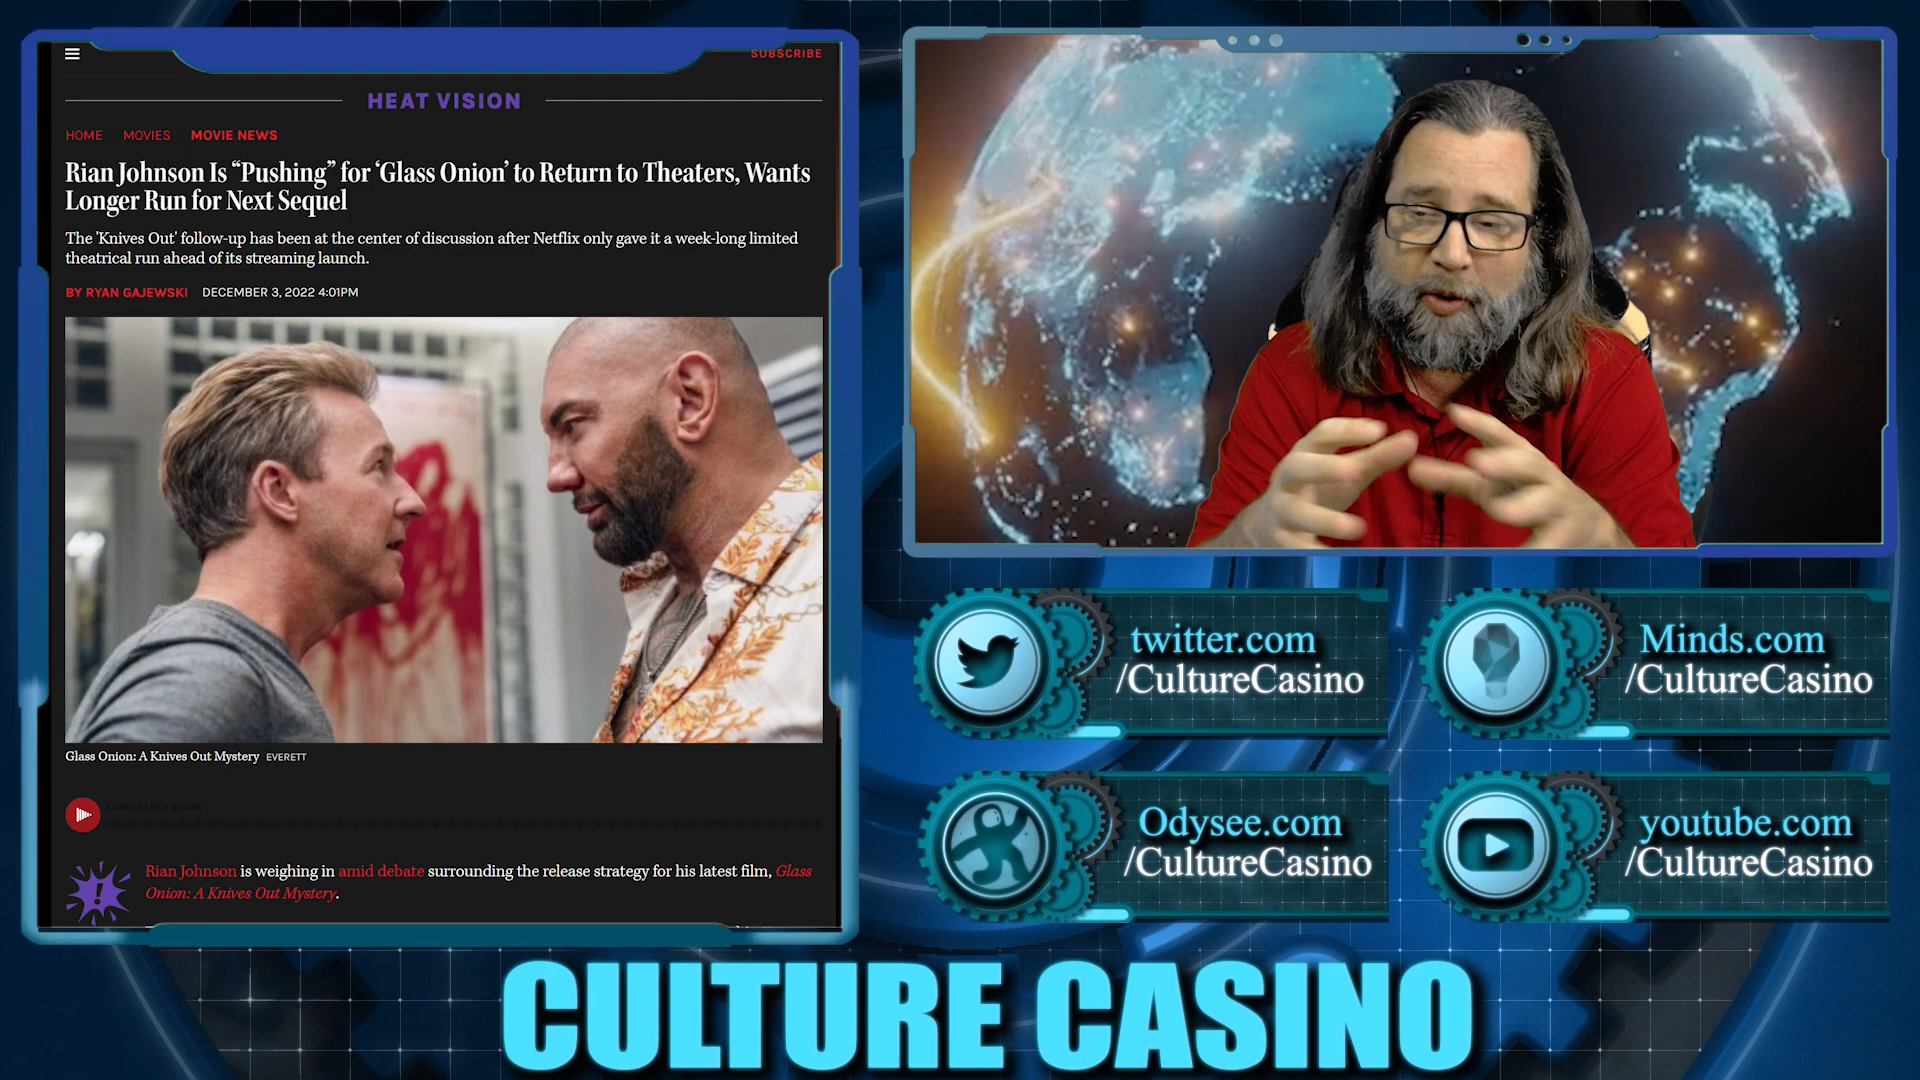 SUBSCRIBE
HEAT VISION
HOME MOVIES MOVIE NEWS
Rian Johnson Is “Pushing” for ‘Glass Onion’ to Return to Theaters, Wants
Longer Run for Next Sequel
The 'Knives Out' follow-up has been at the center of discussion after Netflix only gave it a week-long limited
theatrical run ahead of its streaming launch.
BY RYAN GAJEWSKI DECEMBER 3, 2022 4:01PM
Glass Onion: A Knives Out Mystery EVERETT
Listen to this article
Rian Johnson is weighing in amid debate surrounding the release strategy for his latest film, Glass
Onion: A Knives Out Mystery.
twitter.com
/CultureCasino
Minds.com
/CultureCasino
Odysee.com
/CultureCasino
youtube.com
/CultureCasino
CULTURE CASINO